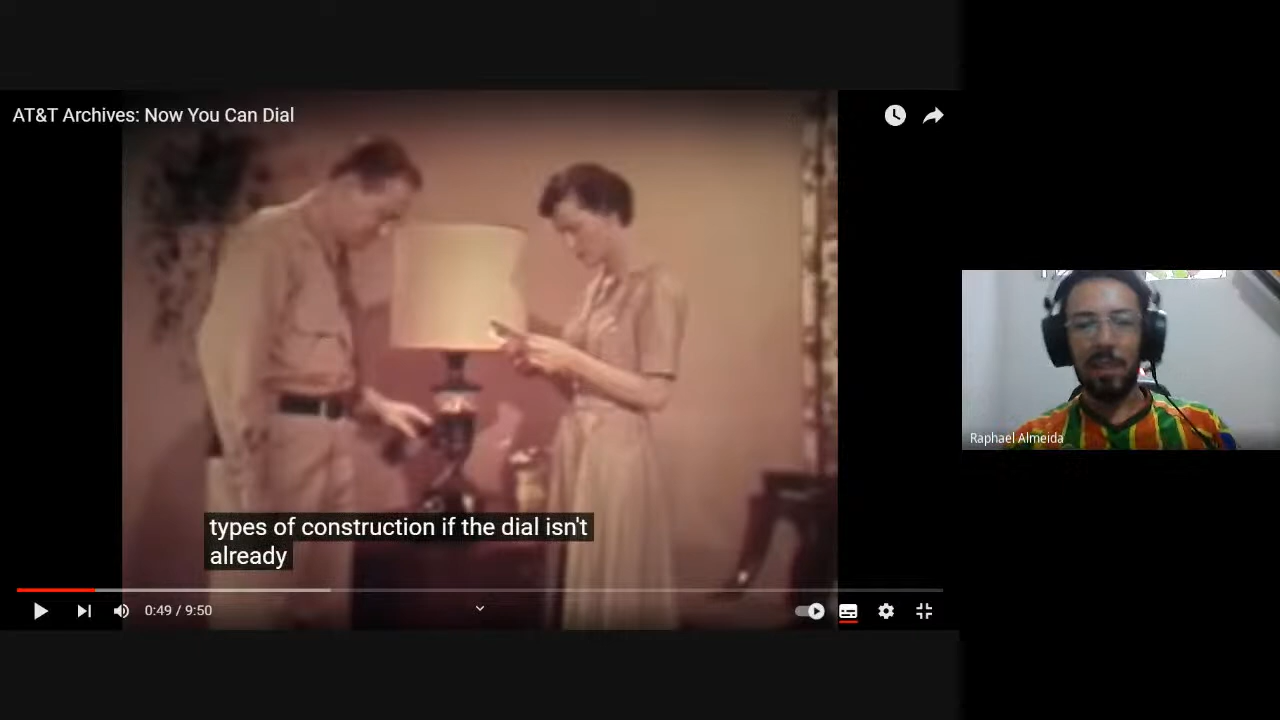 AT&T Archives: Now You Can Dial
types of construction if the dial isn't
already
0:49 / 9:50
Raphael Almeida